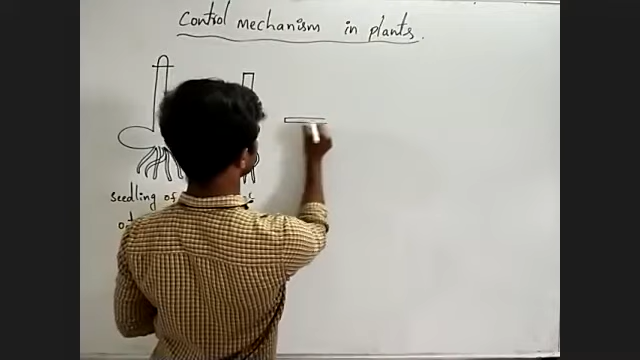 Control mechanism in plants.
seedling of